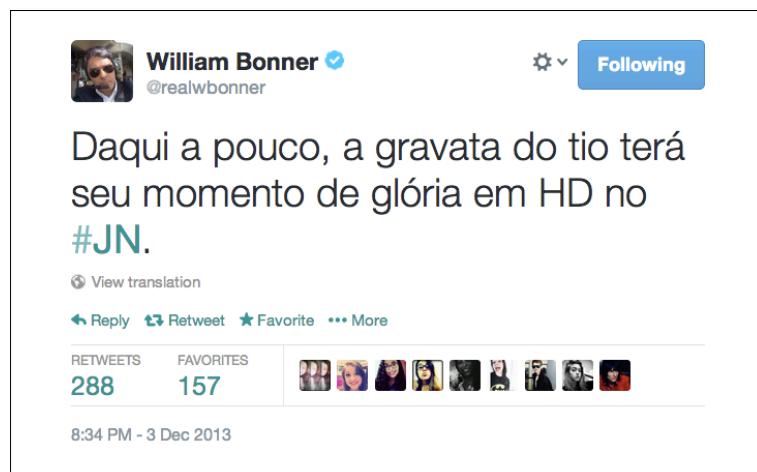 William Bonner
@realwbonner
Following
Daqui a pouco, a gravata do tio terá
seu momento de glória em HD no
#JN.
View translation
Reply Retweet Favorite More
RETWEETS FAVORITES
288 157
8:34 PM - 3 Dec 2013